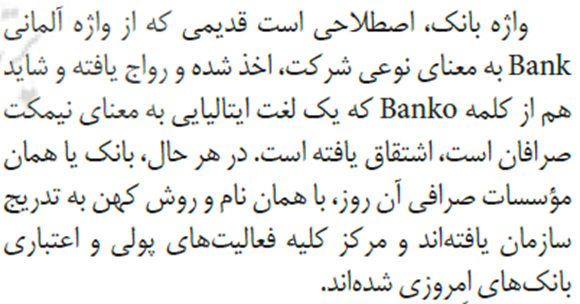 واژه بانک، اصطلاحی است قدیمی که از واژه آلمانی
Bank به معنای نوعی شرکت، اخذ شده و رواج یافته و شاید
هم از کلمه Banko که یک لغت ایتالیایی به معنای نیمکت
صرافان است، اشتقاق یافته است. در هر حال، بانک یا همان
مؤسسات صرافی آن روز، با همان نام و روش کهن به تدریج
سازمان یافته‌اند و مرکز کلیه فعالیت‌های پولی و اعتباری
بانک‌های امروزی شده‌اند.